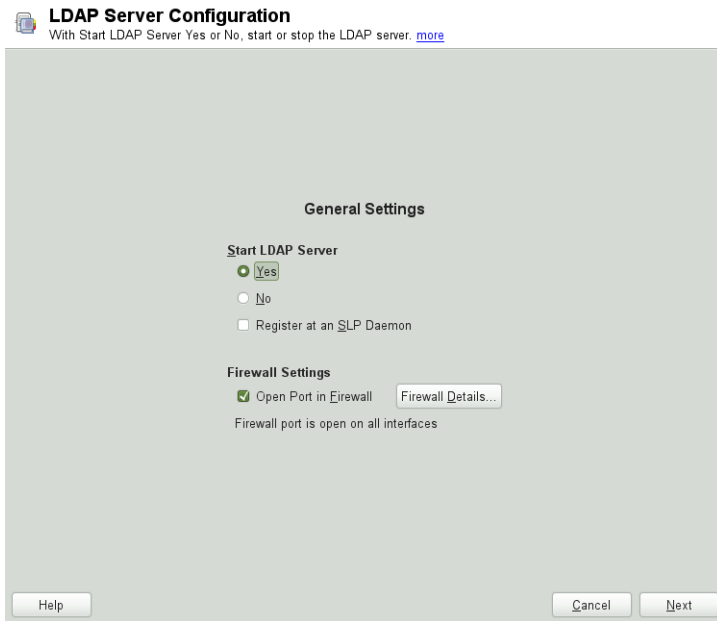 LDAP Server Configuration
With Start LDAP Server Yes or No, start or stop the LDAP server. more
General Settings
Start LDAP Server
Yes
No
Register at an SLP Daemon
Firewall Settings
Open Port in Firewall Firewall Details...
Firewall port is open on all interfaces
Help Cancel Next